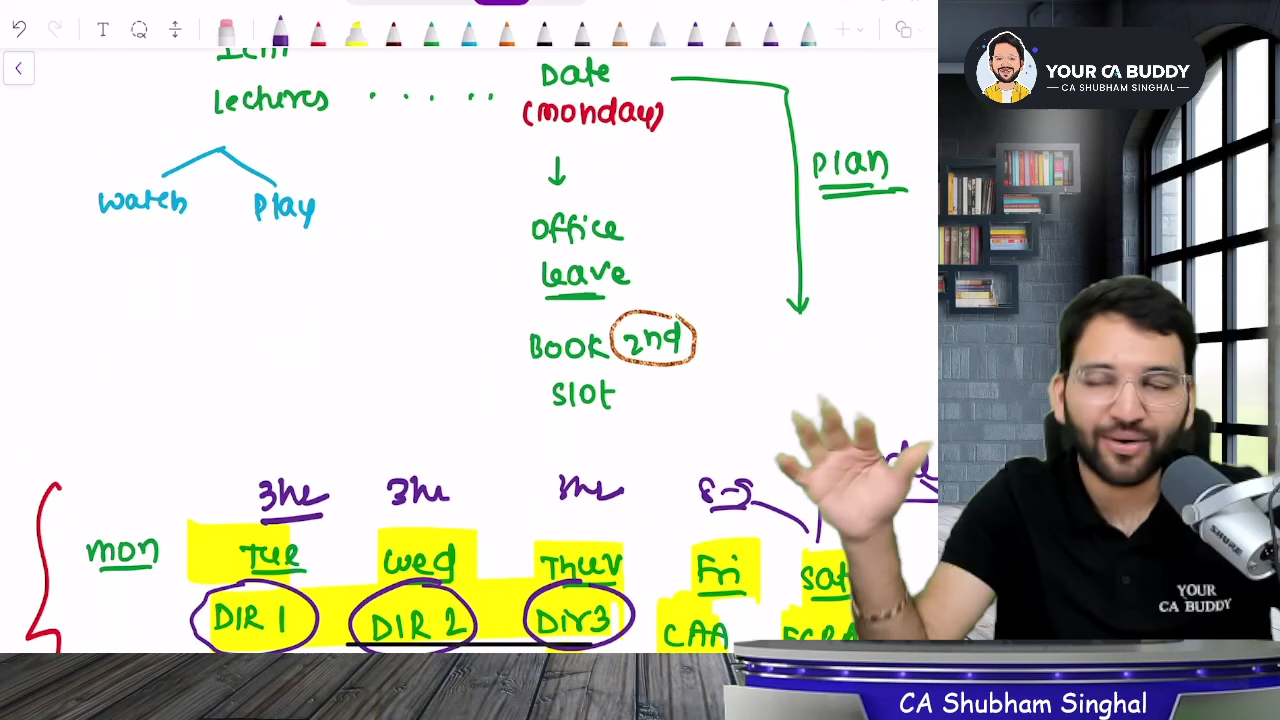 YOUR CA BUDDY
CA SHUBHAM SINGHAL
Lectures . . . . . .
Date
(monday)
Plan
watch
Play
office
leave
BOOK 2nd
slot
3hr
3hr
3hr
mon
Tue
wed
Thur
Fri
Sat
DIR 1
DIR 2
Dir3
CAA
SHURE
YOUR
CA BUDDY
CA Shubham Singhal